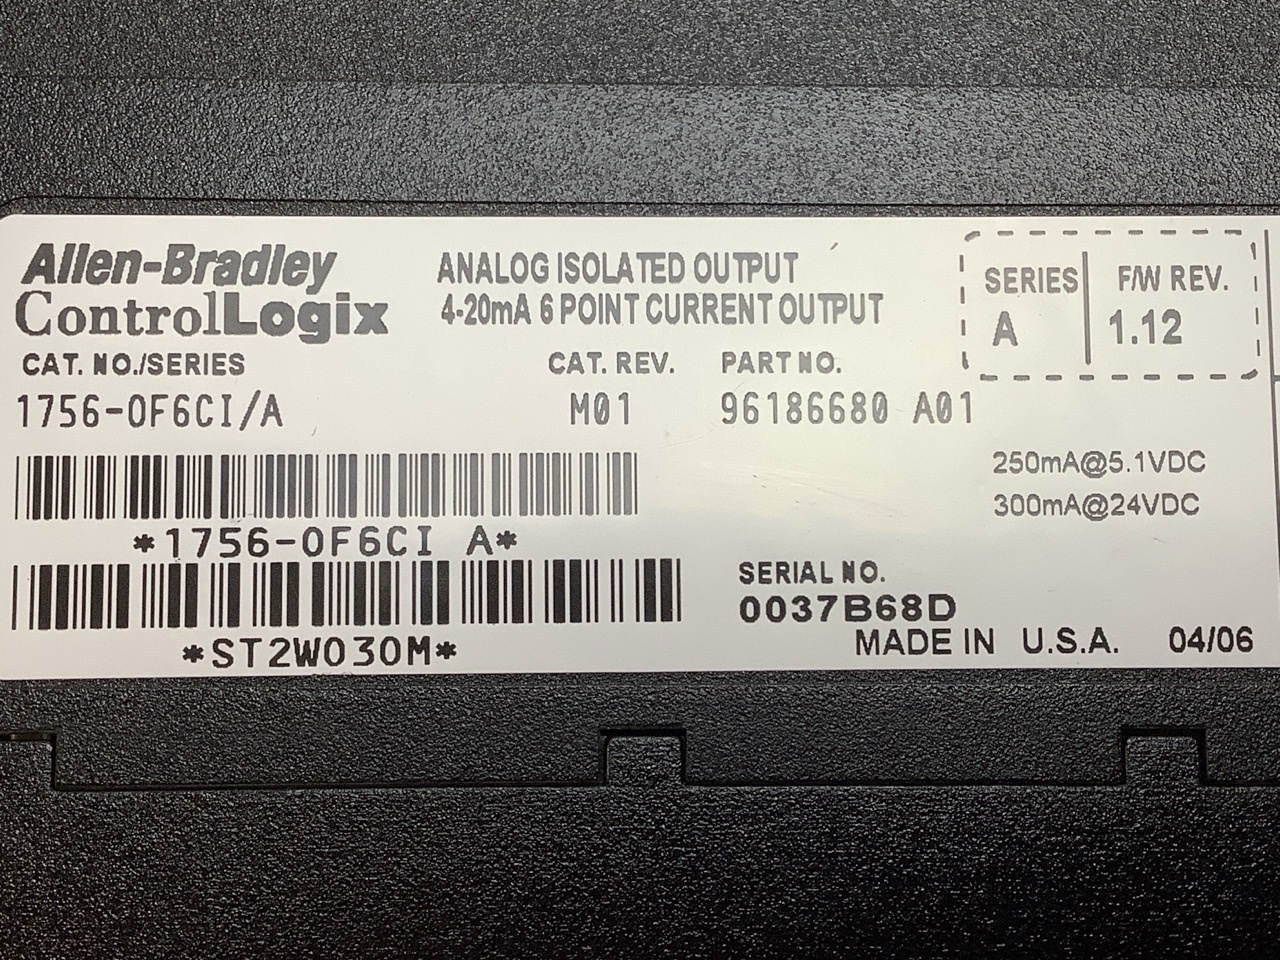 Allen-Bradley
ControlLogix
ANALOG ISOLATED OUTPUT
4-20mA 6 POINT CURRENT OUTPUT
SERIES
A
F/W REV.
1.12
CAT. NO./SERIES
1756-OF6CI/A
CAT. REV.
M01
PART NO.
96186680 A01
250mA@5.1VDC
300mA@24VDC
*1756-OF6CI A*
*ST2W030M*
SERIAL NO.
0037B68D
MADE IN U.S.A. 04/06